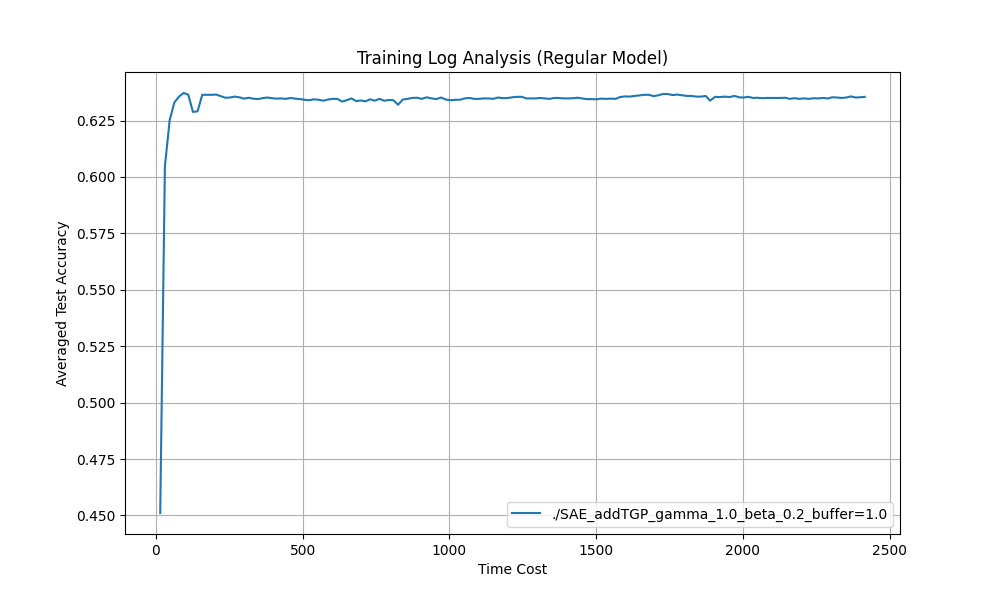 Training Log Analysis (Regular Model)
Averaged Test Accuracy
0.625
0.600
0.575
0.550
0.525
0.500
0.475
0.450
./SAE_addTGP_gamma_1.0_beta_0.2_buffer=1.0
0 500 1000 1500 2000 2500
Time Cost